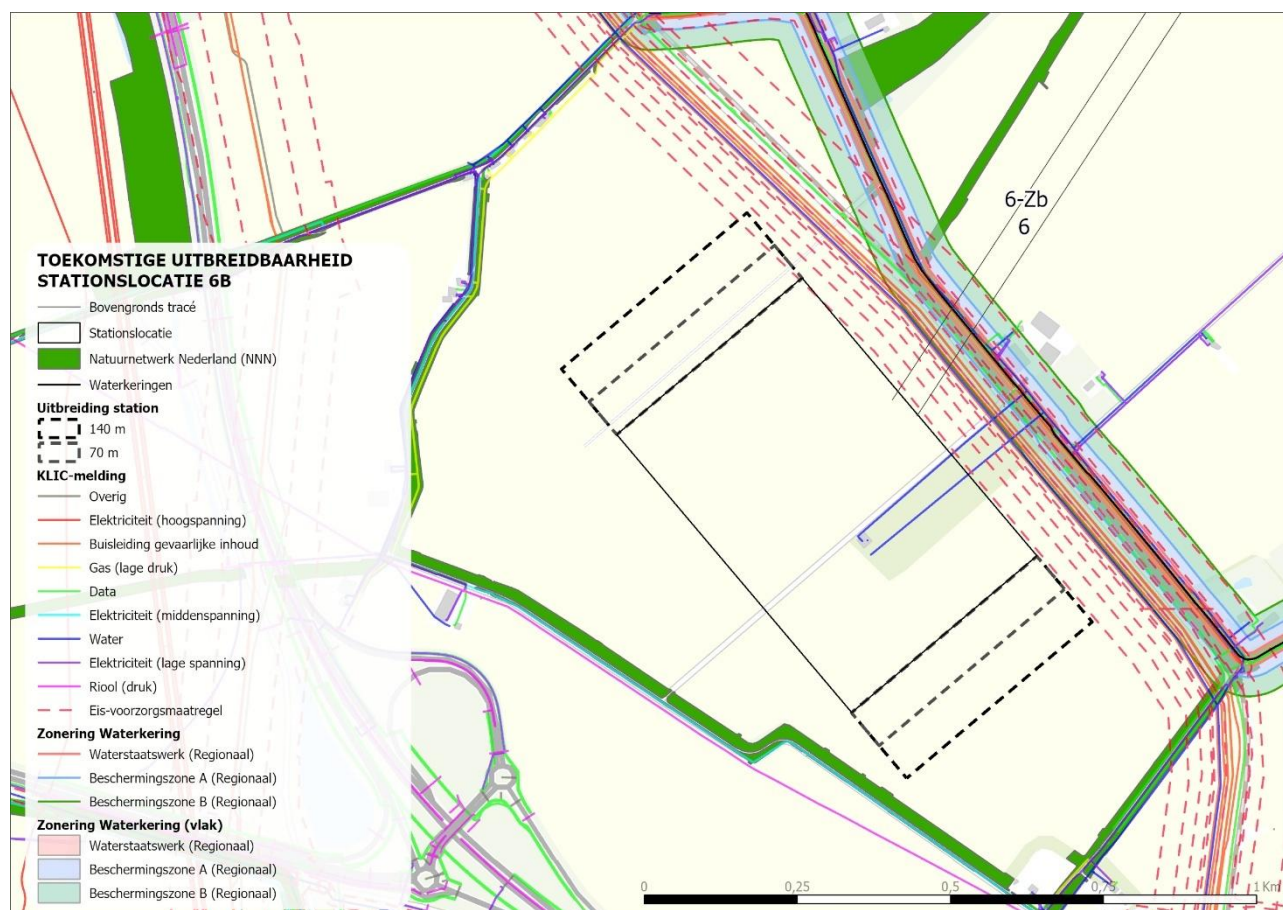 6-Zb
6
TOEKOMSTIGE UITBREIDBAARHEID
STATIONSLOCATIE 6B
Bovengronds tracé
Stationslocatie
Natuurnetwerk Nederland (NNN)
Waterkeringen
Uitbreiding station
140 m
70 m
KLIC-melding
Overig
Elektriciteit (hoogspanning)
Buisleiding gevaarlijke inhoud
Gas (lage druk)
Data
Elektriciteit (middenspanning)
Water
Elektriciteit (lage spanning)
Riool (druk)
Eis-voorzorgsmaatregel
Zonering Waterkering
Waterstaatswerk (Regionaal)
Beschermingszone A (Regionaal)
Beschermingszone B (Regionaal)
Zonering Waterkering (vlak)
Waterstaatswerk (Regionaal)
Beschermingszone A (Regionaal)
Beschermingszone B (Regionaal)
0 0,25 0,5 0,75 1 Km